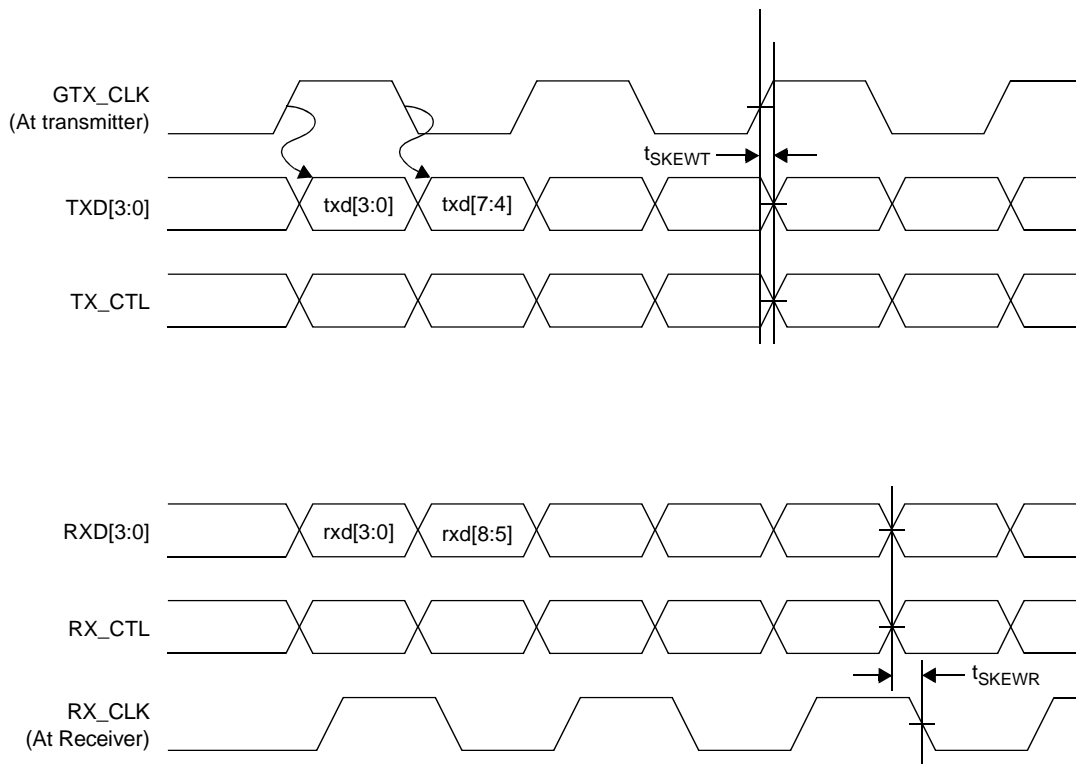 GTX_CLK
(At transmitter)
tSKEWT
TXD[3:0]
txd[3:0]
txd[7:4]
TX_CTL
RXD[3:0]
rxd[3:0]
rxd[8:5]
RX_CTL
tSKEWR
RX_CLK
(At Receiver)